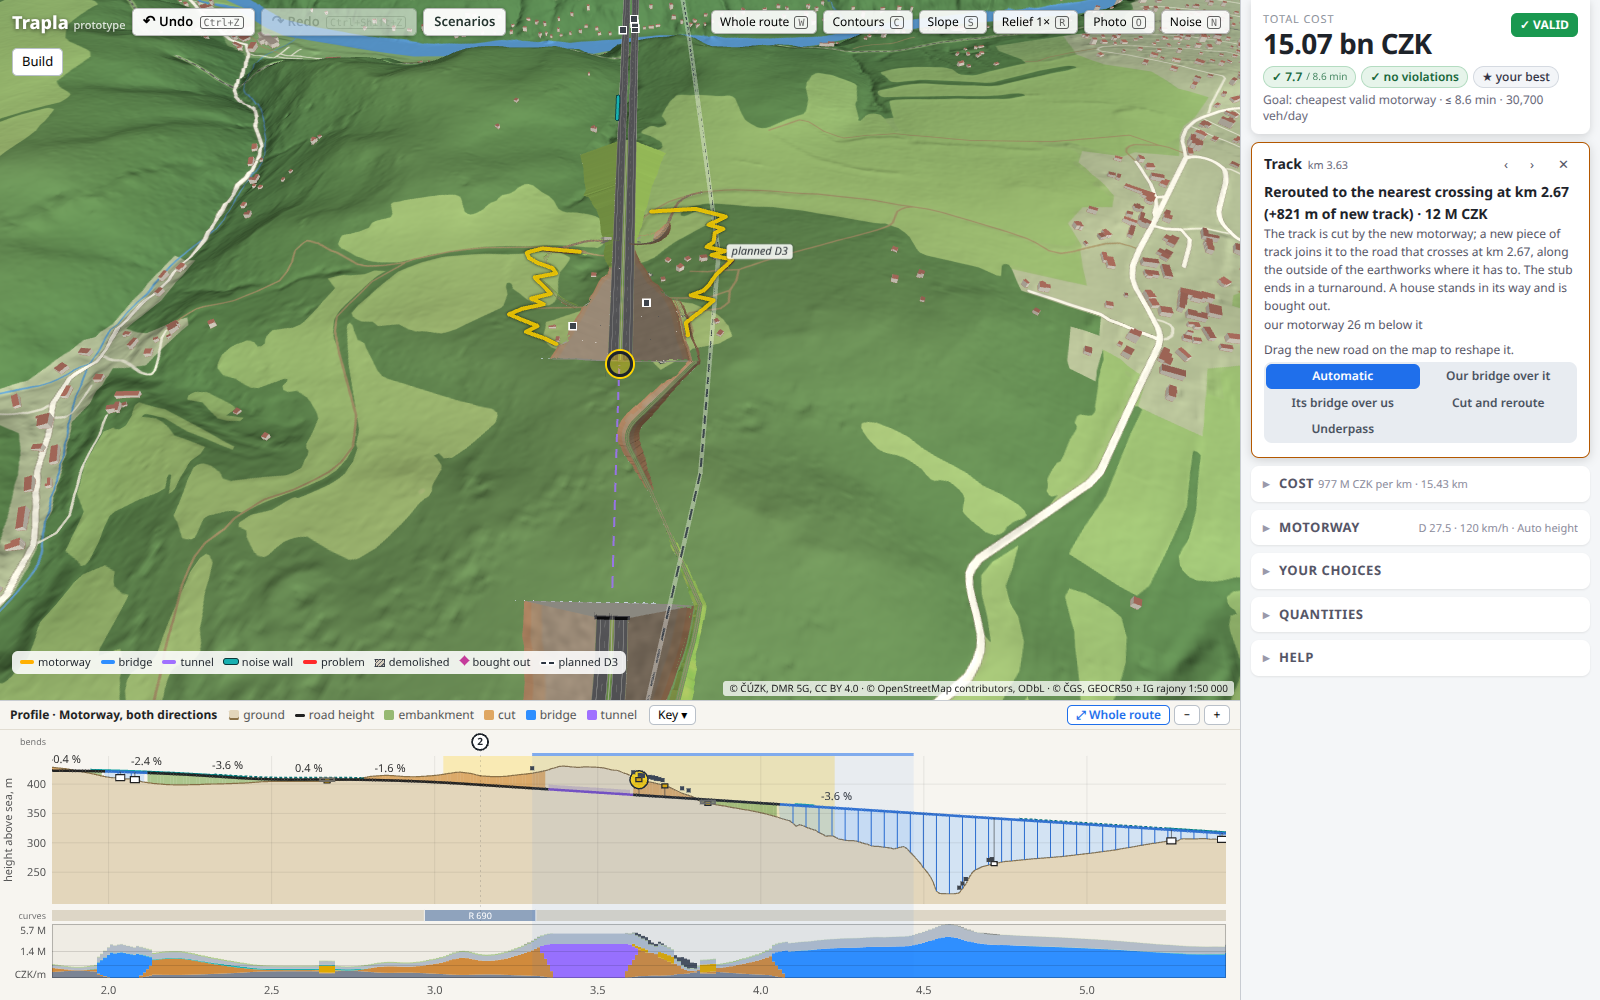 Trapla prototype
Undo Ctrl+Z
Redo Ctrl+Shift+Z
Scenarios
Whole route W
Contours C
Slope S
Relief 1× R
Photo O
Noise N
Build
planned D3
motorway
bridge
tunnel
noise wall
problem
demolished
bought out
planned D3
© ČÚZK, DMR 5G, CC BY 4.0 · © OpenStreetMap contributors, ODbL · © ČGS, GEOCR50 + IG rajony 1:50 000
TOTAL COST
15.07 bn CZK
✓ VALID
✓ 7.7 / 8.6 min
✓ no violations
★ your best
Goal: cheapest valid motorway · ≤ 8.6 min · 30,700
veh/day
Track km 3.63
‹ › ✕
Rerouted to the nearest crossing at km 2.67
(+821 m of new track) · 12 M CZK
The track is cut by the new motorway; a new piece of
track joins it to the road that crosses at km 2.67, along
the outside of the earthworks where it has to. The stub
ends in a turnaround. A house stands in its way and is
bought out.
our motorway 26 m below it
Drag the new road on the map to reshape it.
Automatic
Our bridge over it
Its bridge over us
Cut and reroute
Underpass
▶ COST 977 M CZK per km · 15.43 km
▶ MOTORWAY D 27.5 · 120 km/h · Auto height
▶ YOUR CHOICES
▶ QUANTITIES
▶ HELP
Profile · Motorway, both directions
ground
road height
embankment
cut
bridge
tunnel
Key ▾
⤢ Whole route
−
+
bends
2
0.4 %
-2.4 %
-3.6 %
0.4 %
-1.6 %
-3.6 %
height above sea, m
400
350
300
250
curves
R 690
5.7 M
1.4 M
CZK/m
2.0
2.5
3.0
3.5
4.0
4.5
5.0